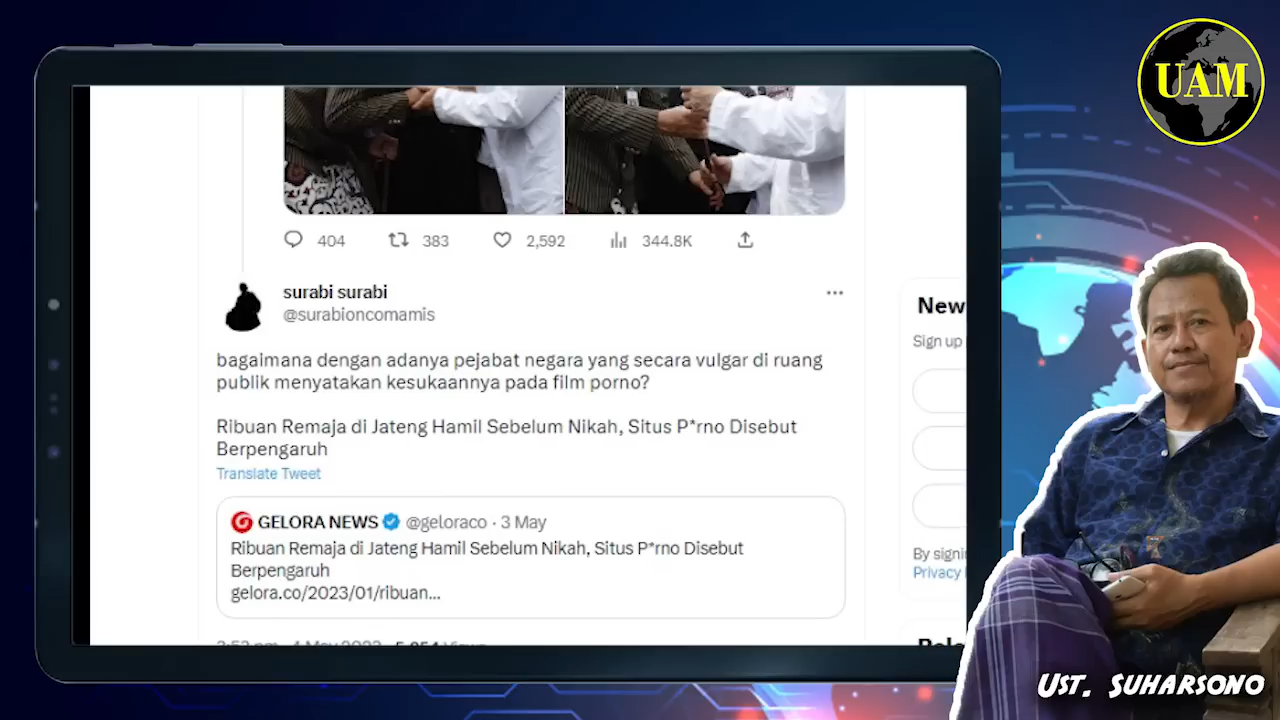 UAM
404 383 2,592 344.8K
surabi surabi
@surabioncomamis
bagaimana dengan adanya pejabat negara yang secara vulgar di ruang
publik menyatakan kesukaannya pada film porno?
Ribuan Remaja di Jateng Hamil Sebelum Nikah, Situs P*rno Disebut
Berpengaruh
Translate Tweet
GELORA NEWS @geloraco · 3 May
Ribuan Remaja di Jateng Hamil Sebelum Nikah, Situs P*rno Disebut
Berpengaruh
gelora.co/2023/01/ribuan...
New
Sign up
By signi
Privacy
UST. SUHARSONO